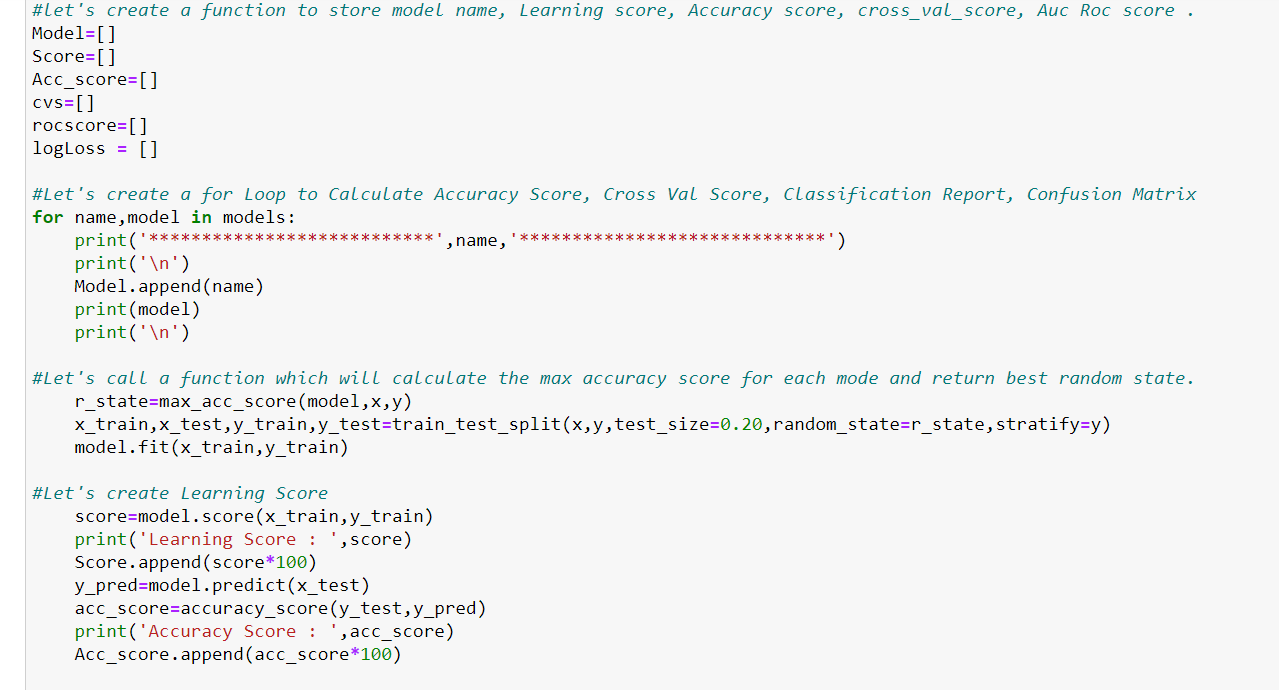 #let's create a function to store model name, Learning score, Accuracy score, cross_val_score, Auc Roc score .
Model=[]
Score=[]
Acc_score=[]
cvs=[]
rocscore=[]
logLoss = []
#Let's create a for Loop to Calculate Accuracy Score, Cross Val Score, Classification Report, Confusion Matrix
for name,model in models:
    print('***************************',name,'*****************************')
    print('\n')
    Model.append(name)
    print(model)
    print('\n')
#Let's call a function which will calculate the max accuracy score for each mode and return best random state.
    r_state=max_acc_score(model,x,y)
    x_train,x_test,y_train,y_test=train_test_split(x,y,test_size=0.20,random_state=r_state,stratify=y)
    model.fit(x_train,y_train)
#Let's create Learning Score
    score=model.score(x_train,y_train)
    print('Learning Score : ',score)
    Score.append(score*100)
    y_pred=model.predict(x_test)
    acc_score=accuracy_score(y_test,y_pred)
    print('Accuracy Score : ',acc_score)
    Acc_score.append(acc_score*100)